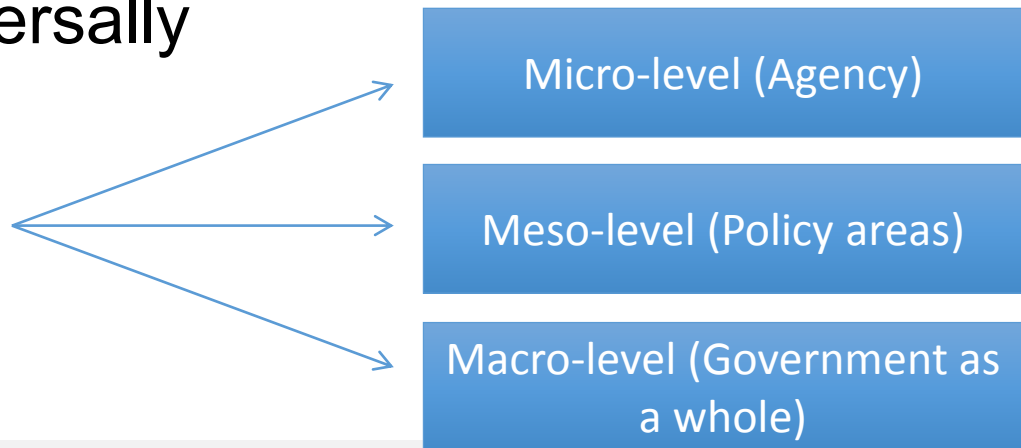 ersally
Micro-level (Agency)
Meso-level (Policy areas)
Macro-level (Government as
a whole)